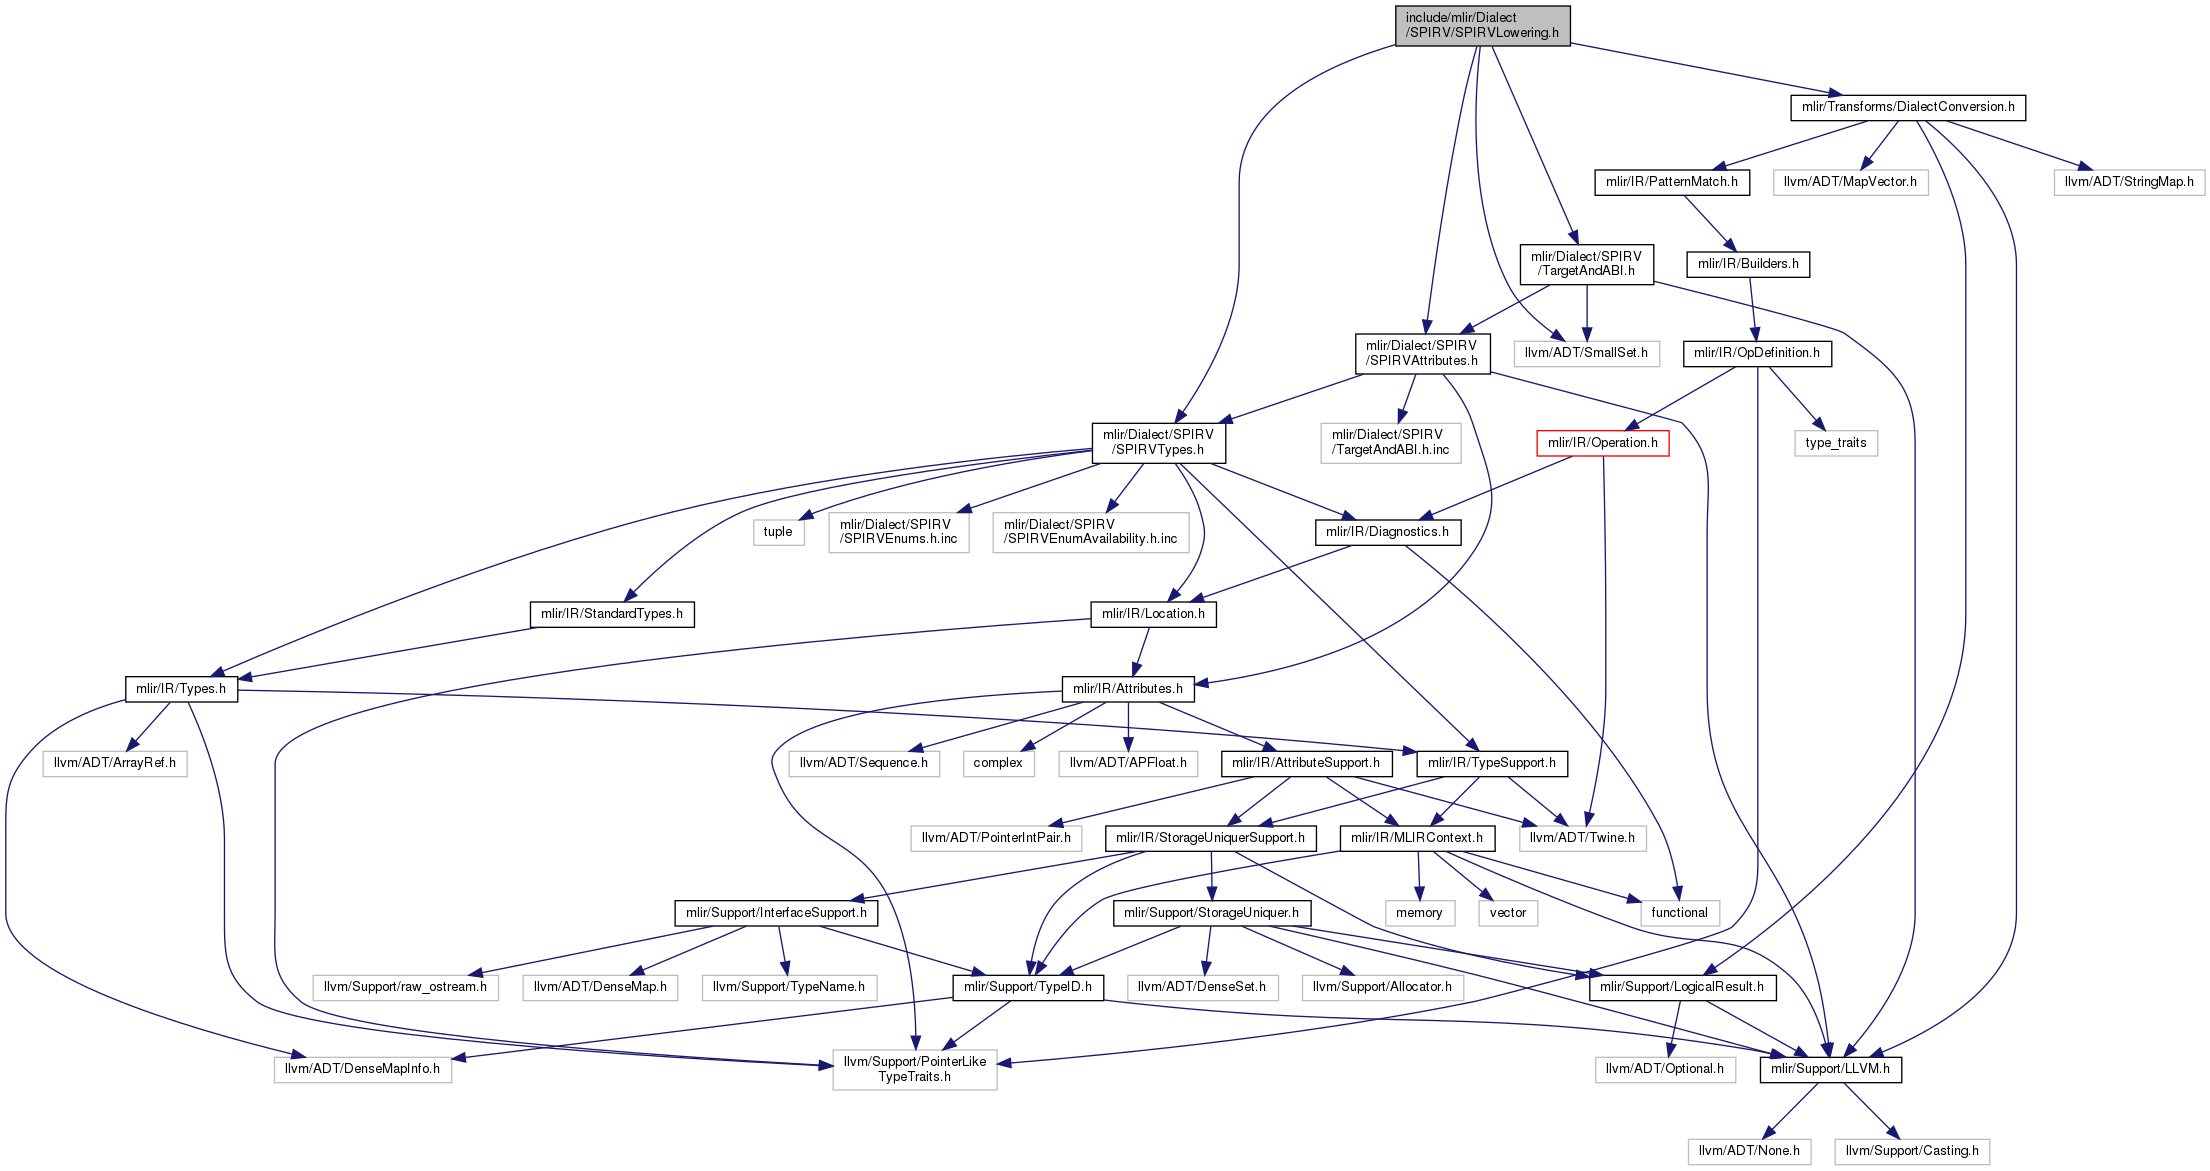 include/mlir/Dialect
/SPIRV/SPIRVLowering.h
mlir/Transforms/DialectConversion.h
mlir/IR/PatternMatch.h
llvm/ADT/MapVector.h
llvm/ADT/StringMap.h
mlir/Dialect/SPIRV
/TargetAndABI.h
mlir/IR/Builders.h
mlir/Dialect/SPIRV
/SPIRVAttributes.h
llvm/ADT/SmallSet.h
mlir/IR/OpDefinition.h
mlir/Dialect/SPIRV
/SPIRVTypes.h
mlir/Dialect/SPIRV
/TargetAndABI.h.inc
mlir/IR/Operation.h
type_traits
tuple
mlir/Dialect/SPIRV
/SPIRVEnums.h.inc
mlir/Dialect/SPIRV
/SPIRVEnumAvailability.h.inc
mlir/IR/Diagnostics.h
mlir/IR/StandardTypes.h
mlir/IR/Location.h
mlir/IR/Types.h
mlir/IR/Attributes.h
llvm/ADT/ArrayRef.h
llvm/ADT/Sequence.h
complex
llvm/ADT/APFloat.h
mlir/IR/AttributeSupport.h
mlir/IR/TypeSupport.h
llvm/ADT/PointerIntPair.h
mlir/IR/StorageUniquerSupport.h
mlir/IR/MLIRContext.h
llvm/ADT/Twine.h
mlir/Support/InterfaceSupport.h
mlir/Support/StorageUniquer.h
memory
vector
functional
llvm/Support/raw_ostream.h
llvm/ADT/DenseMap.h
llvm/Support/TypeName.h
mlir/Support/TypeID.h
llvm/ADT/DenseSet.h
llvm/Support/Allocator.h
mlir/Support/LogicalResult.h
llvm/ADT/DenseMapInfo.h
llvm/Support/PointerLike
TypeTraits.h
llvm/ADT/Optional.h
mlir/Support/LLVM.h
llvm/ADT/None.h
llvm/Support/Casting.h